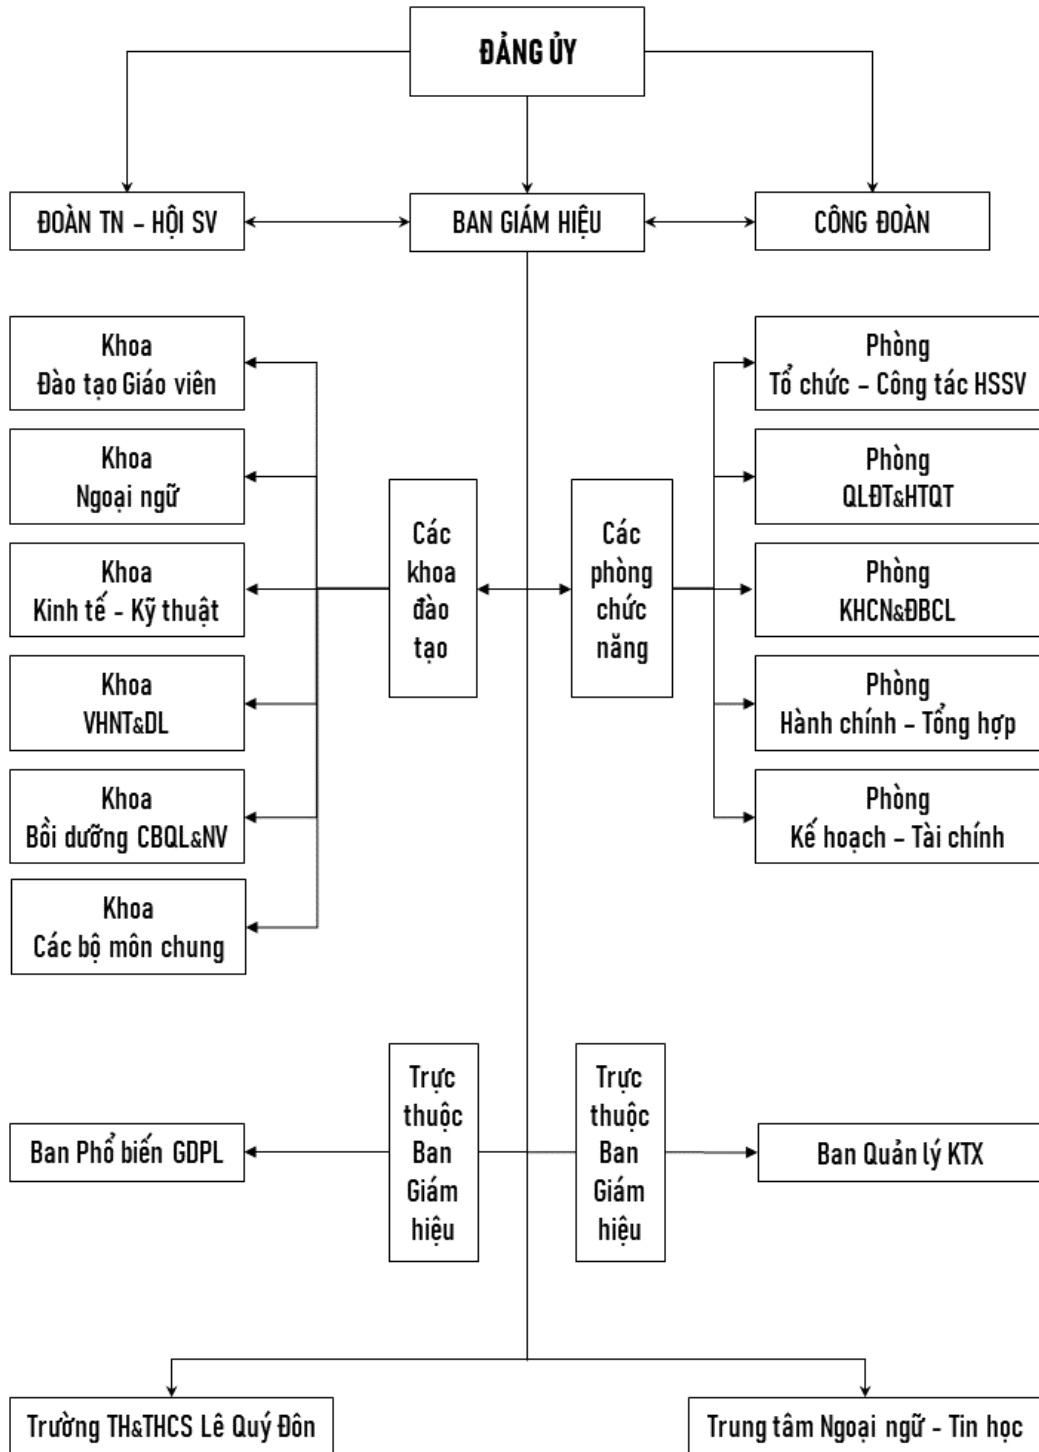 ĐẢNG ỦY
ĐOÀN TN – HỘI SV
BAN GIÁM HIỆU
CÔNG ĐOÀN
Khoa
Đào tạo Giáo viên
Khoa
Ngoại ngữ
Khoa
Kinh tế – Kỹ thuật
Khoa
VHNT&DL
Khoa
Bồi dưỡng CBQL&NV
Khoa
Các bộ môn chung
Các
khoa
đào
tạo
Các
phòng
chức
năng
Phòng
Tổ chức – Công tác HSSV
Phòng
QLĐT&HTQT
Phòng
KHCN&ĐBCL
Phòng
Hành chính – Tổng hợp
Phòng
Kế hoạch – Tài chính
Ban Phổ biến GDPL
Trực
thuộc
Ban
Giám
hiệu
Trực
thuộc
Ban
Giám
hiệu
Ban Quản lý KTX
Trường TH&THCS Lê Quý Đôn
Trung tâm Ngoại ngữ – Tin học